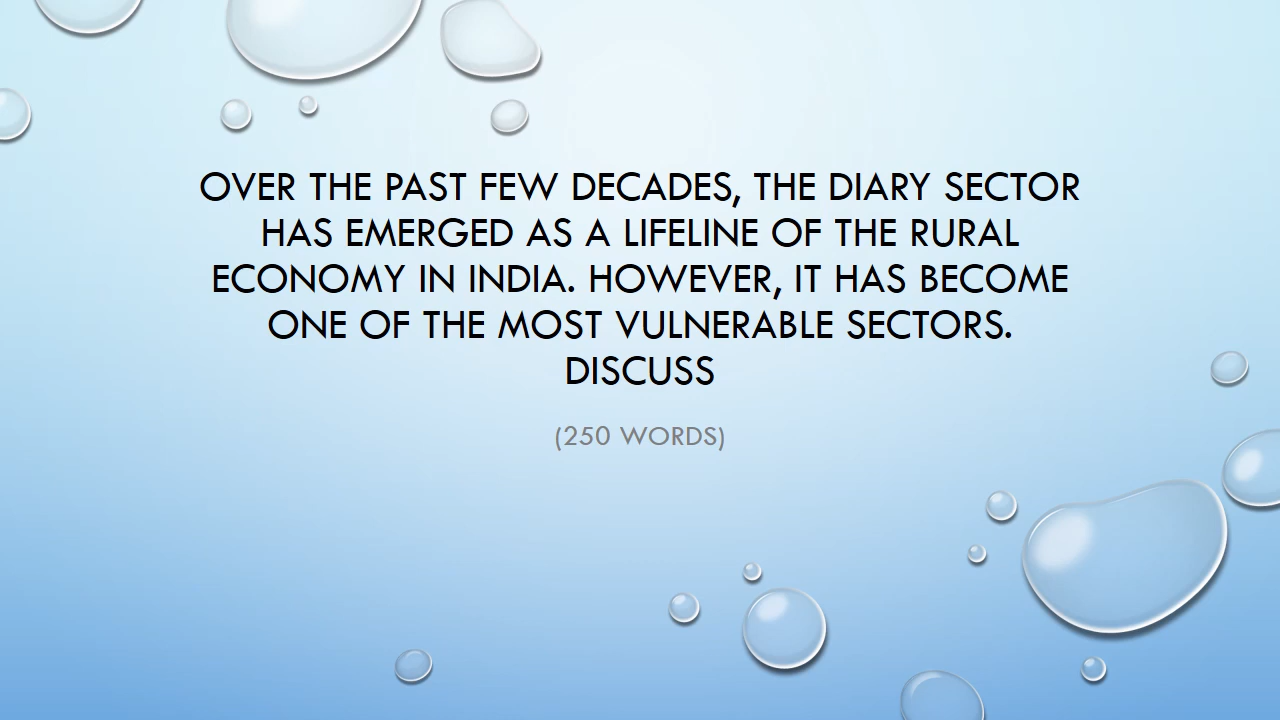 OVER THE PAST FEW DECADES, THE DIARY SECTOR
HAS EMERGED AS A LIFELINE OF THE RURAL
ECONOMY IN INDIA. HOWEVER, IT HAS BECOME
ONE OF THE MOST VULNERABLE SECTORS.
DISCUSS
(250 WORDS)